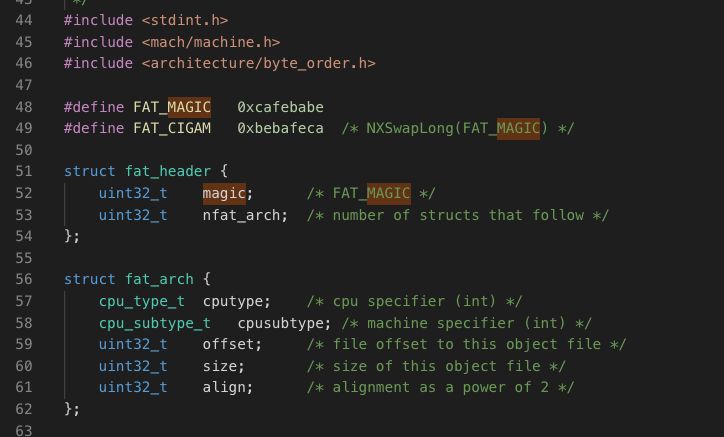 */
44 #include <stdint.h>
45 #include <mach/machine.h>
46 #include <architecture/byte_order.h>
47
48 #define FAT_MAGIC   0xcafebabe
49 #define FAT_CIGAM   0xbebafeca  /* NXSwapLong(FAT_MAGIC) */
50
51 struct fat_header {
52     uint32_t    magic;      /* FAT_MAGIC */
53     uint32_t    nfat_arch;  /* number of structs that follow */
54 };
55
56 struct fat_arch {
57     cpu_type_t  cputype;    /* cpu specifier (int) */
58     cpu_subtype_t   cpusubtype; /* machine specifier (int) */
59     uint32_t    offset;     /* file offset to this object file */
60     uint32_t    size;       /* size of this object file */
61     uint32_t    align;      /* alignment as a power of 2 */
62 };
63